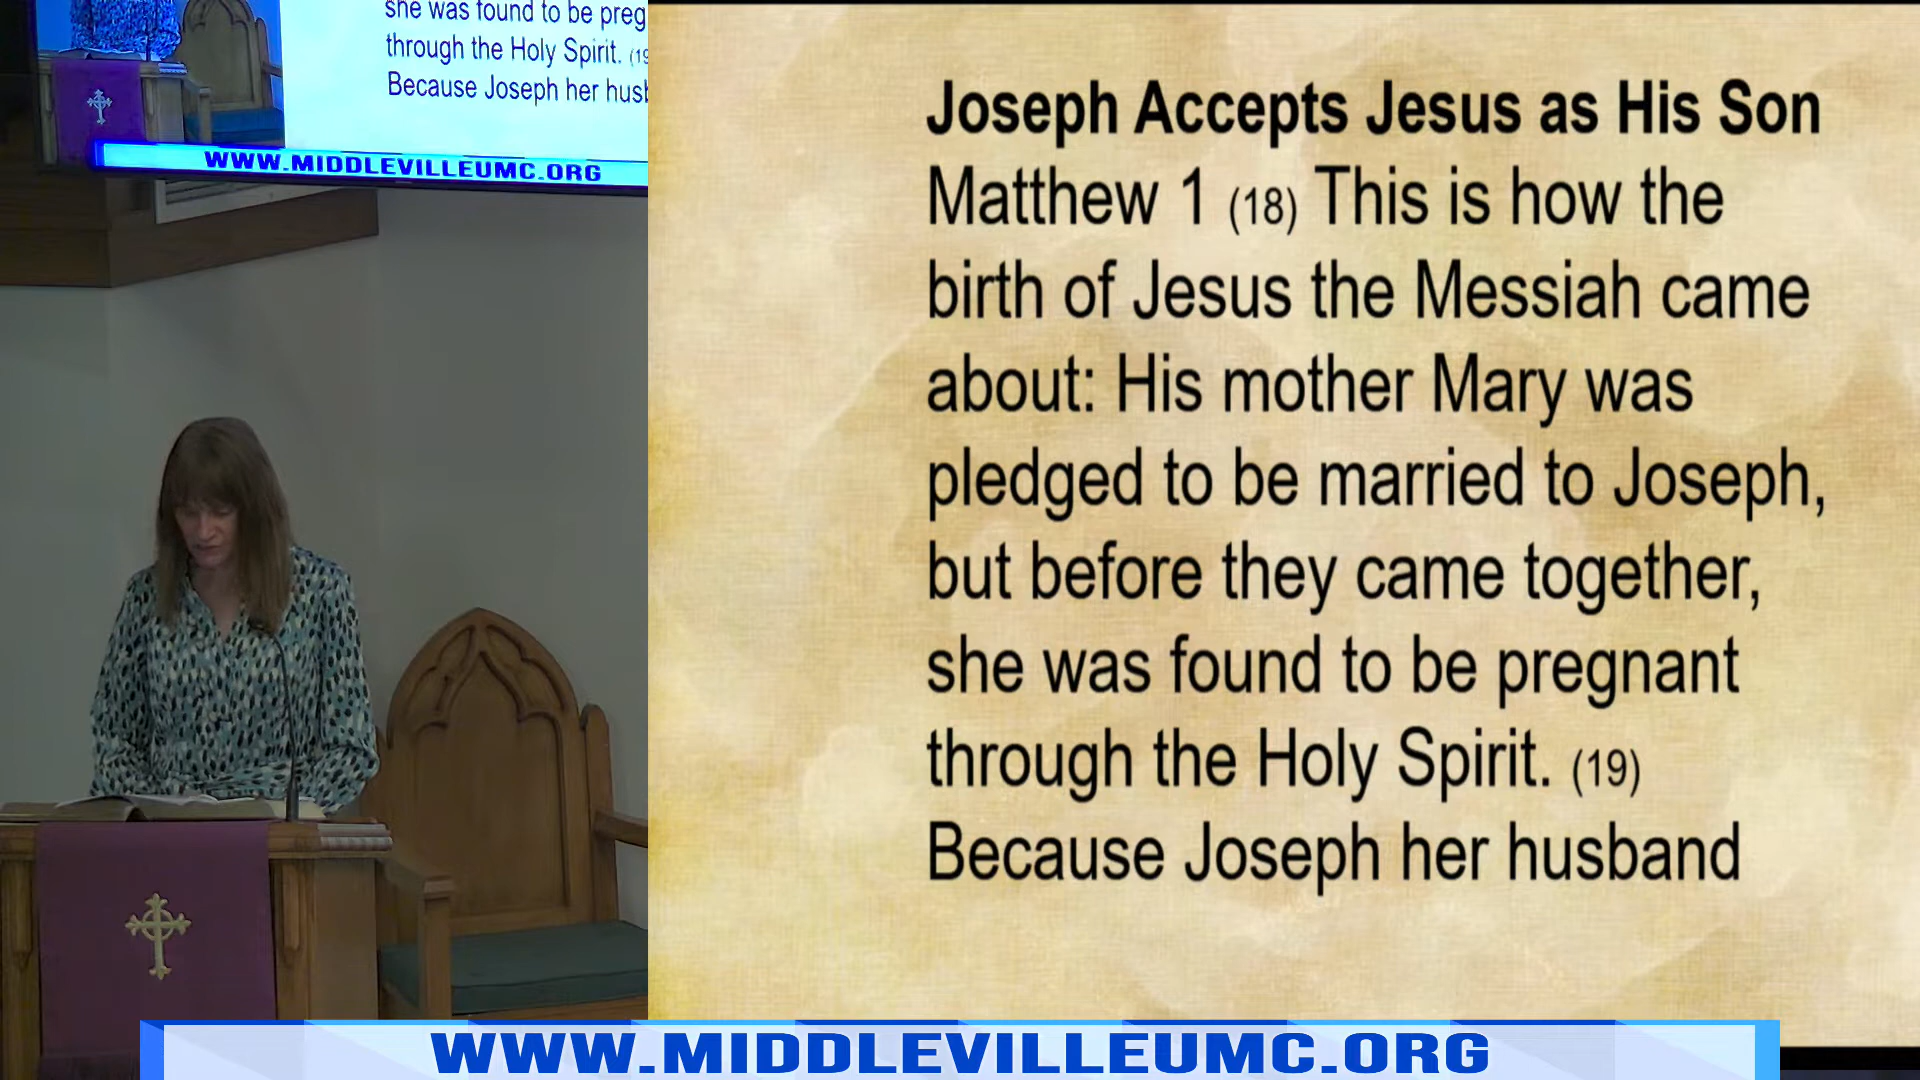 she was found to be preg
through the Holy Spirit. (19
Because Joseph her hus
WWW.MIDDLEVILLEUMC.ORG
Joseph Accepts Jesus as His Son
Matthew 1 (18) This is how the
birth of Jesus the Messiah came
about: His mother Mary was
pledged to be married to Joseph,
but before they came together,
she was found to be pregnant
through the Holy Spirit. (19)
Because Joseph her husband
WWW.MIDDLEVILLEUMC.ORG